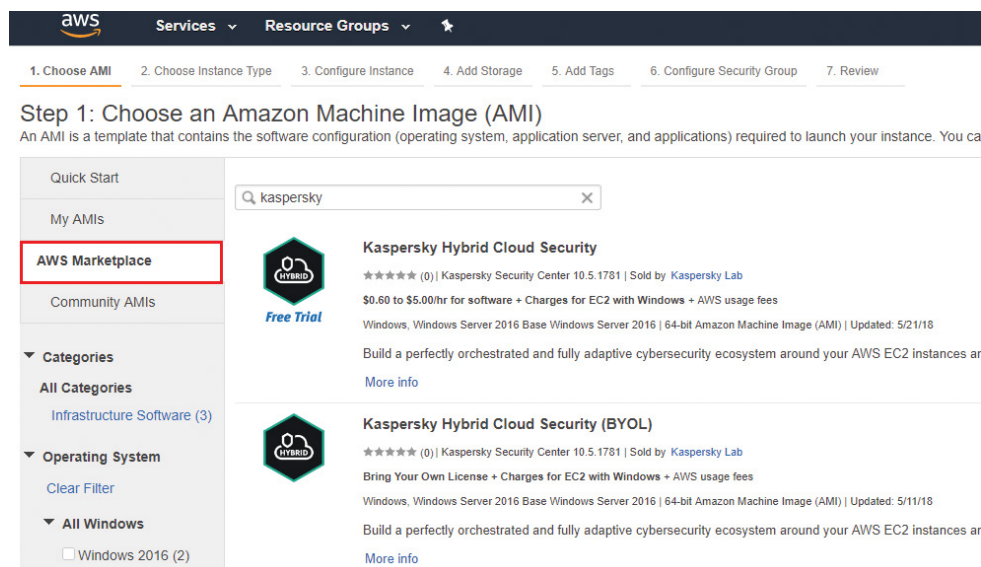 aws Services Resource Groups
1. Choose AMI 2. Choose Instance Type 3. Configure Instance 4. Add Storage 5. Add Tags 6. Configure Security Group 7. Review
Step 1: Choose an Amazon Machine Image (AMI)
An AMI is a template that contains the software configuration (operating system, application server, and applications) required to launch your instance. You ca
Quick Start
My AMIs
AWS Marketplace
Community AMIs
Categories
All Categories
Infrastructure Software (3)
Operating System
Clear Filter
All Windows
Windows 2016 (2)
kaspersky
HYBRID
Free Trial
Kaspersky Hybrid Cloud Security
(0) | Kaspersky Security Center 10.5.1781 | Sold by Kaspersky Lab
$0.60 to $5.00/hr for software + Charges for EC2 with Windows + AWS usage fees
Windows, Windows Server 2016 Base Windows Server 2016 | 64-bit Amazon Machine Image (AMI) | Updated: 5/21/18
Build a perfectly orchestrated and fully adaptive cybersecurity ecosystem around your AWS EC2 instances ar
More info
HYBRID
Kaspersky Hybrid Cloud Security (BYOL)
(0) | Kaspersky Security Center 10.5.1781 | Sold by Kaspersky Lab
Bring Your Own License + Charges for EC2 with Windows + AWS usage fees
Windows, Windows Server 2016 Base Windows Server 2016 | 64-bit Amazon Machine Image (AMI) | Updated: 5/11/18
Build a perfectly orchestrated and fully adaptive cybersecurity ecosystem around your AWS EC2 instances ar
More info